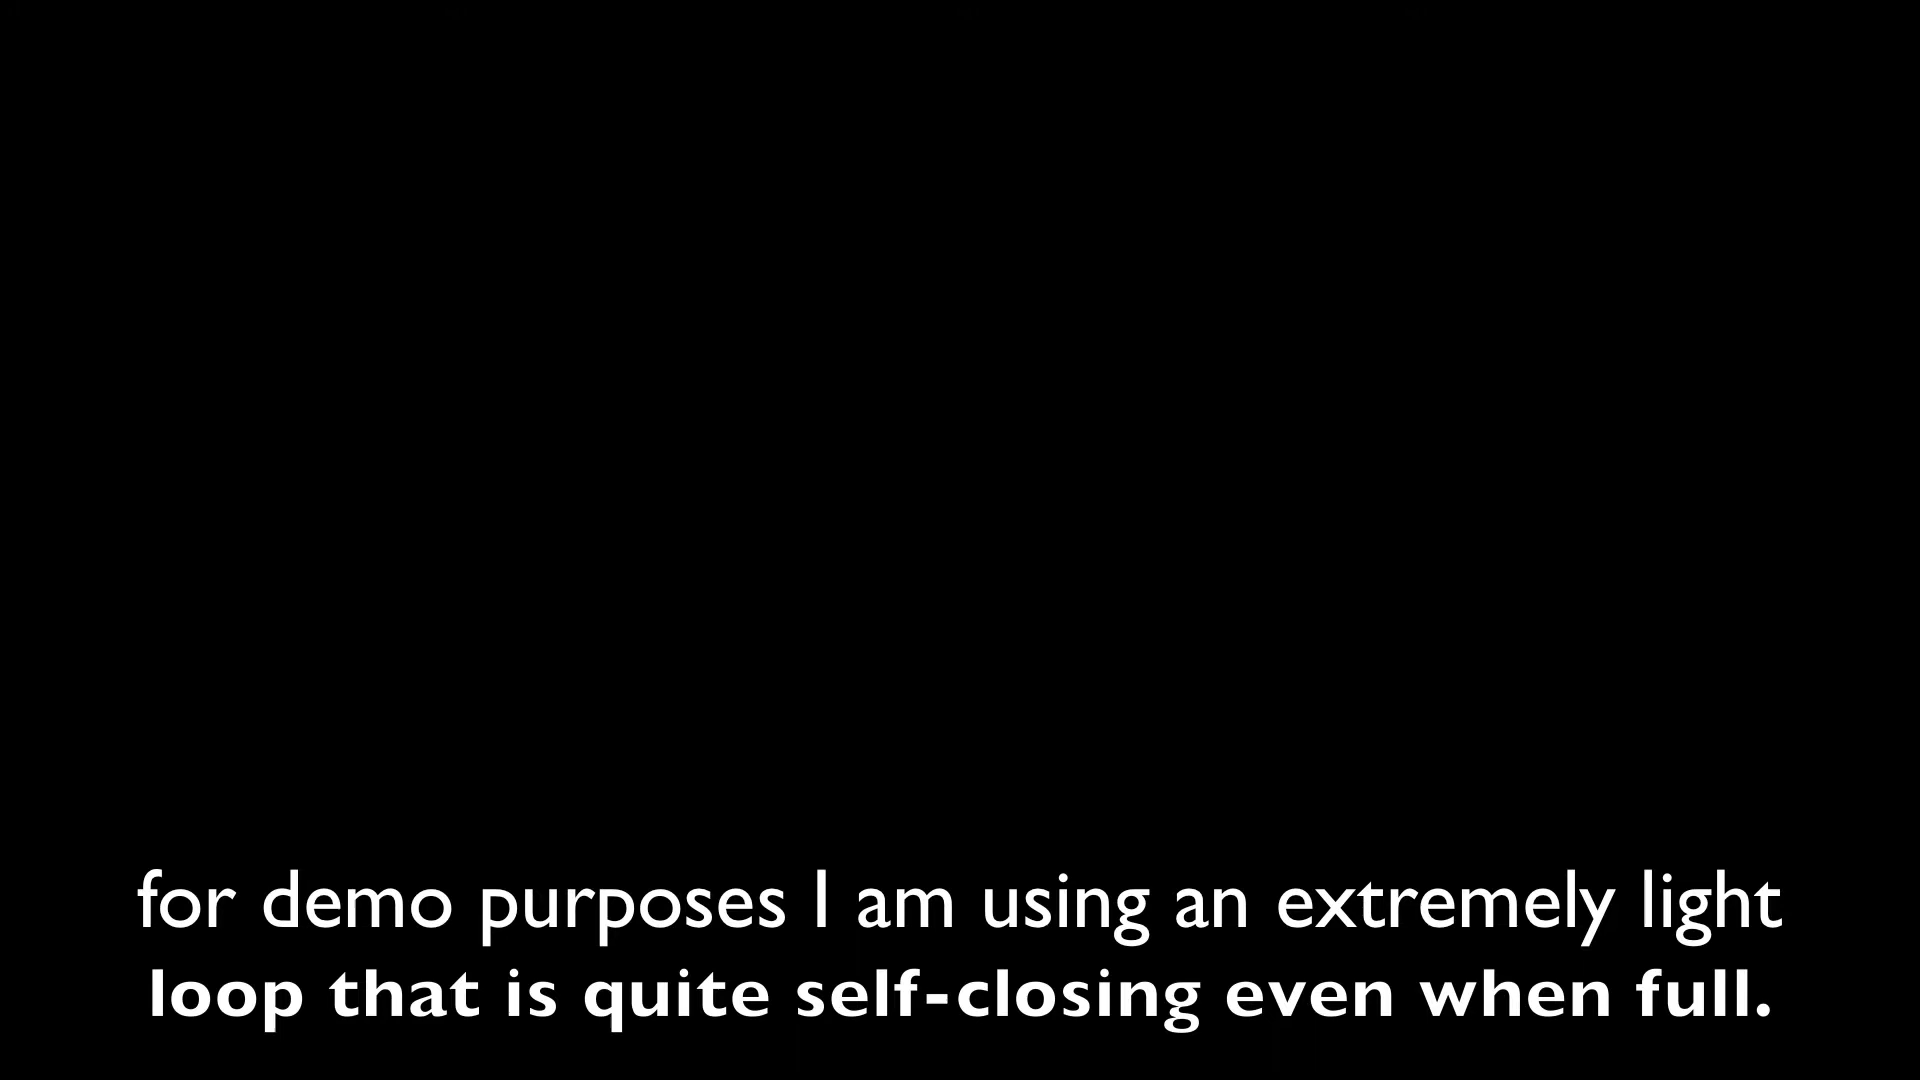 for demo purposes I am using an extremely light
loop that is quite self-closing even when full.